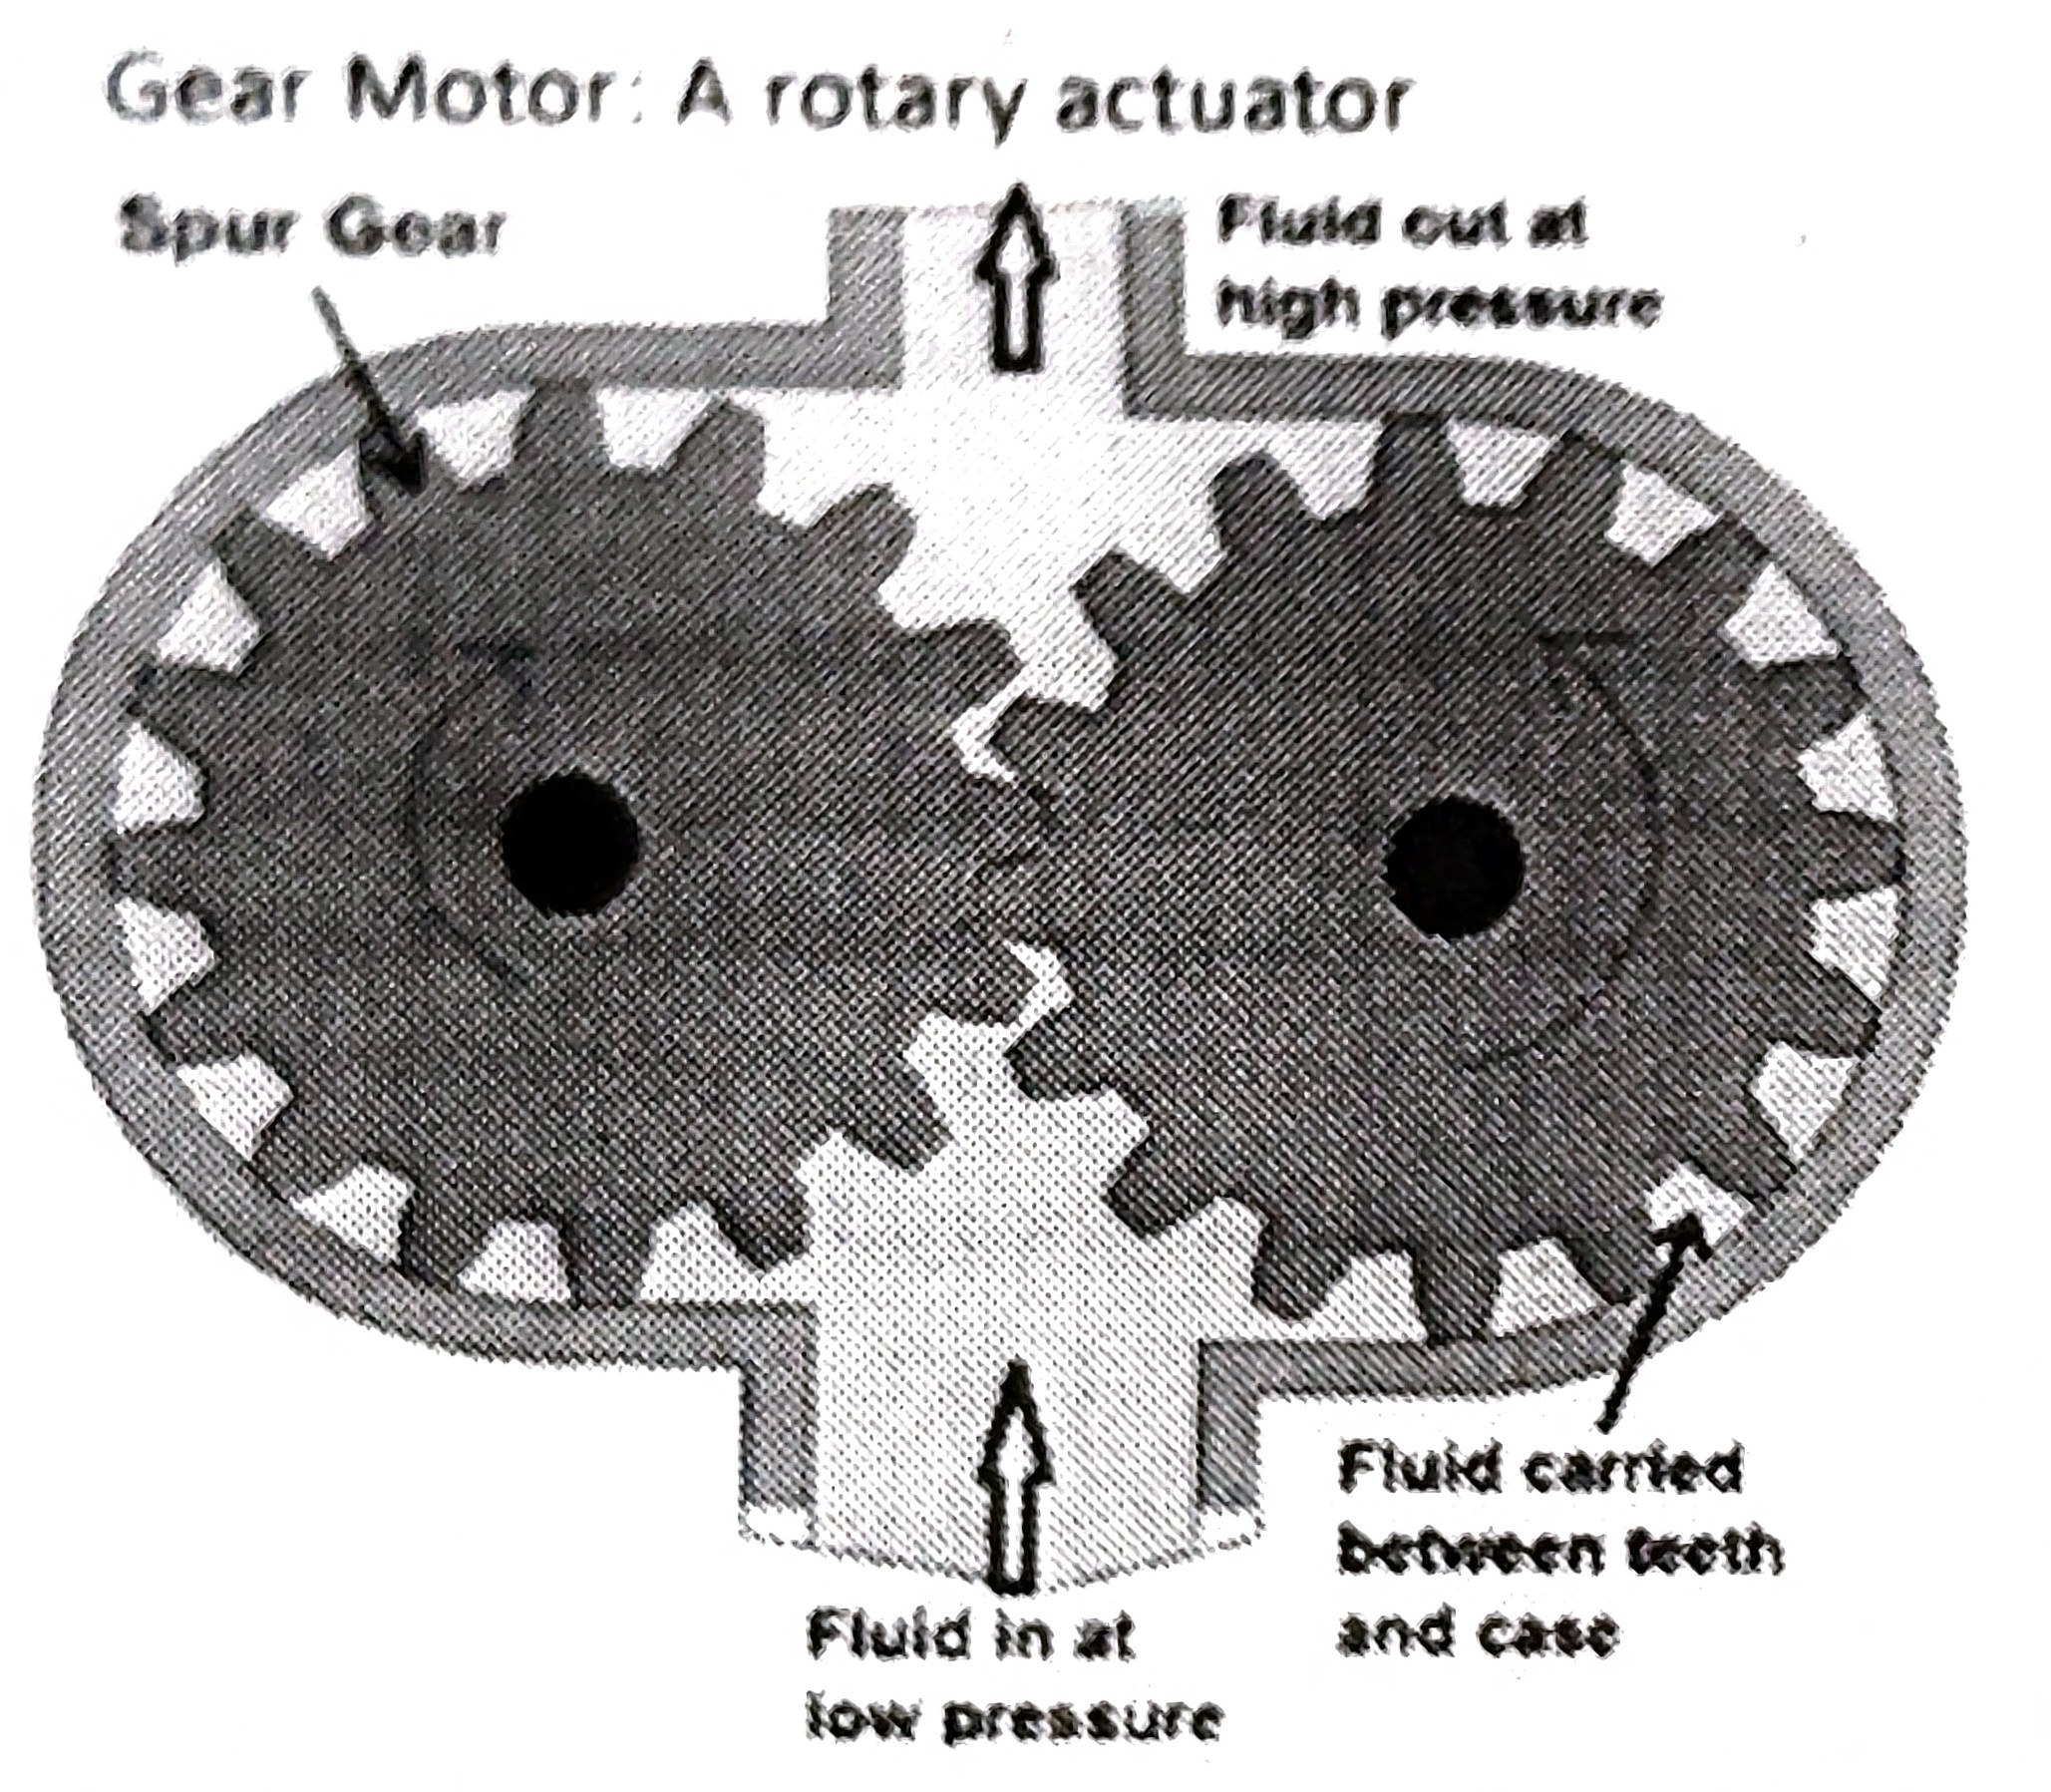 Gear Motor: A rotary actuator
Spur Gear
Fluid out at
high pressure
Fluid carried
between teeth
and case
Fluid in at
low pressure